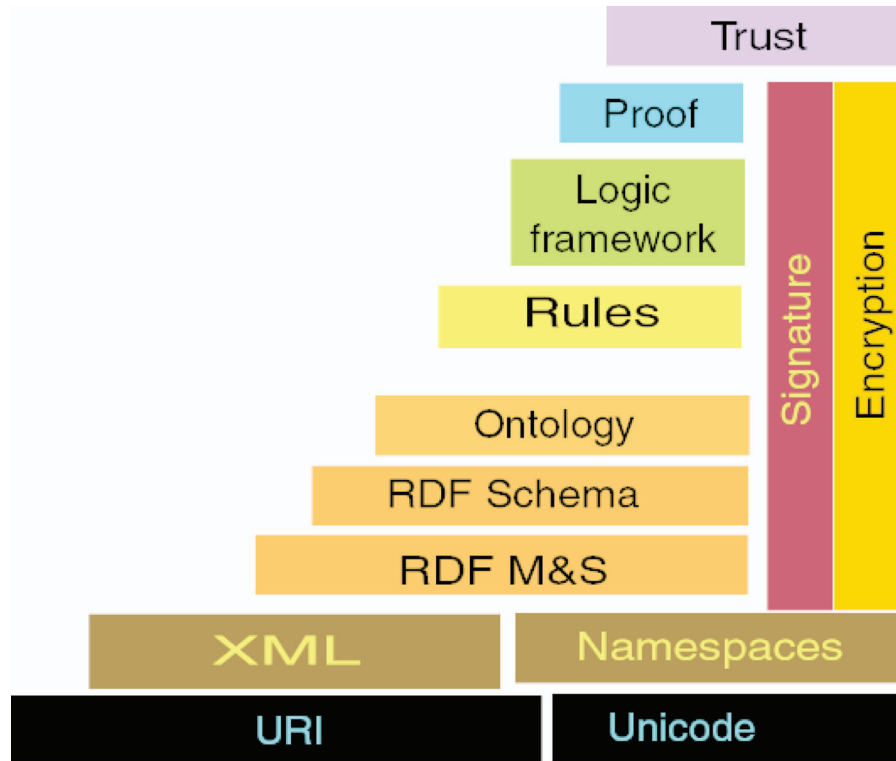 Trust
Proof
Logic
framework
Rules
Ontology
RDF Schema
RDF M&S
Signature
Encryption
XML
Namespaces
URI
Unicode